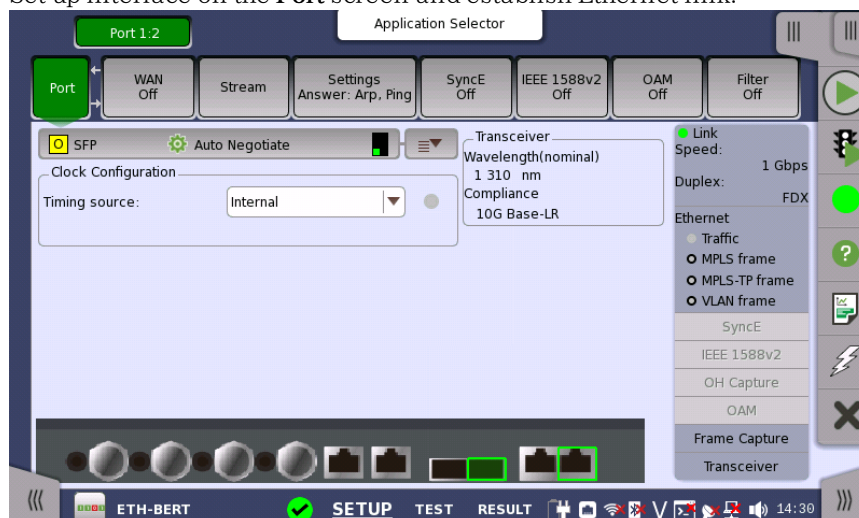 Set up interface on the Port screen and establish Ethernet link.
Port 1:2
Application Selector
Port
WAN
Off
Stream
Settings
Answer: Arp, Ping
SyncE
Off
IEEE 1588v2
Off
OAM
Off
Filter
Off
O SFP
Auto Negotiate
Clock Configuration
Timing source:
Internal
Transceiver
Wavelength(nominal)
1 310 nm
Compliance
10G Base-LR
Link
Speed:
1 Gbps
Duplex:
FDX
Ethernet
Traffic
MPLS frame
MPLS-TP frame
VLAN frame
SyncE
IEEE 1588v2
OH Capture
OAM
Frame Capture
Transceiver
ETH-BERT
SETUP
TEST
RESULT
14:30